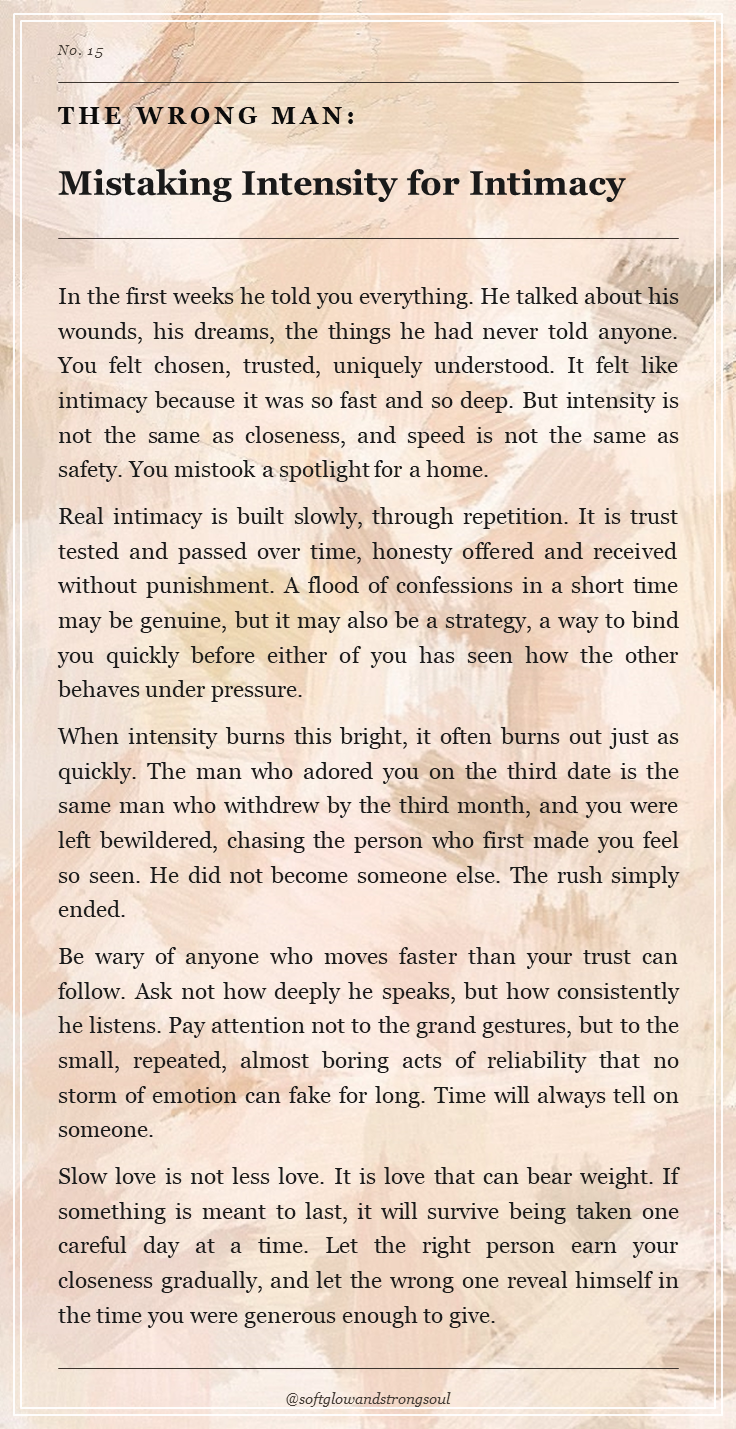 No. 15
THE WRONG MAN:
Mistaking Intensity for Intimacy
In the first weeks he told you everything. He talked about his
wounds, his dreams, the things he had never told anyone.
You felt chosen, trusted, uniquely understood. It felt like
intimacy because it was so fast and so deep. But intensity is
not the same as closeness, and speed is not the same as
safety. You mistook a spotlight for a home.
Real intimacy is built slowly, through repetition. It is trust
tested and passed over time, honesty offered and received
without punishment. A flood of confessions in a short time
may be genuine, but it may also be a strategy, a way to bind
you quickly before either of you has seen how the other
behaves under pressure.
When intensity burns this bright, it often burns out just as
quickly. The man who adored you on the third date is the
same man who withdrew by the third month, and you were
left bewildered, chasing the person who first made you feel
so seen. He did not become someone else. The rush simply
ended.
Be wary of anyone who moves faster than your trust can
follow. Ask not how deeply he speaks, but how consistently
he listens. Pay attention not to the grand gestures, but to the
small, repeated, almost boring acts of reliability that no
storm of emotion can fake for long. Time will always tell on
someone.
Slow love is not less love. It is love that can bear weight. If
something is meant to last, it will survive being taken one
careful day at a time. Let the right person earn your
closeness gradually, and let the wrong one reveal himself in
the time you were generous enough to give.
@softglowandstrongsoul